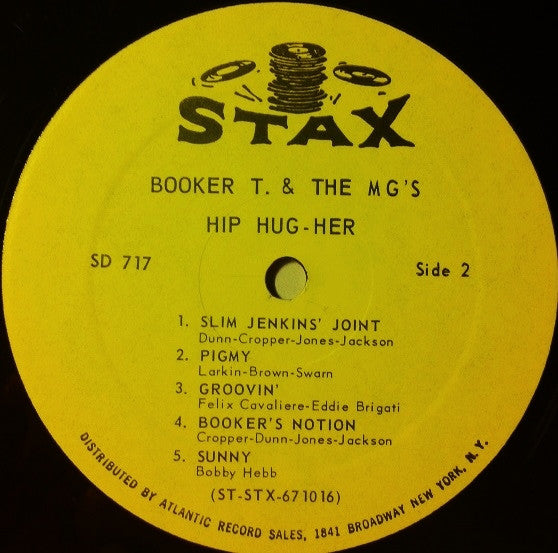 STAX
BOOKER T. & THE MG'S
HIP HUG-HER
SD 717
Side 2
1. SLIM JENKINS' JOINT
Dunn-Cropper-Jones-Jackson
2. PIGMY
Larkin-Brown-Swarn
3. GROOVIN'
Felix Cavaliere-Eddie Brigati
4. BOOKER'S NOTION
Cropper-Dunn-Jones-Jackson
5. SUNNY
Bobby Hebb
(ST-STX-671016)
DISTRIBUTED BY ATLANTIC RECORD SALES, 1841 BROADWAY NEW YORK, N. Y.